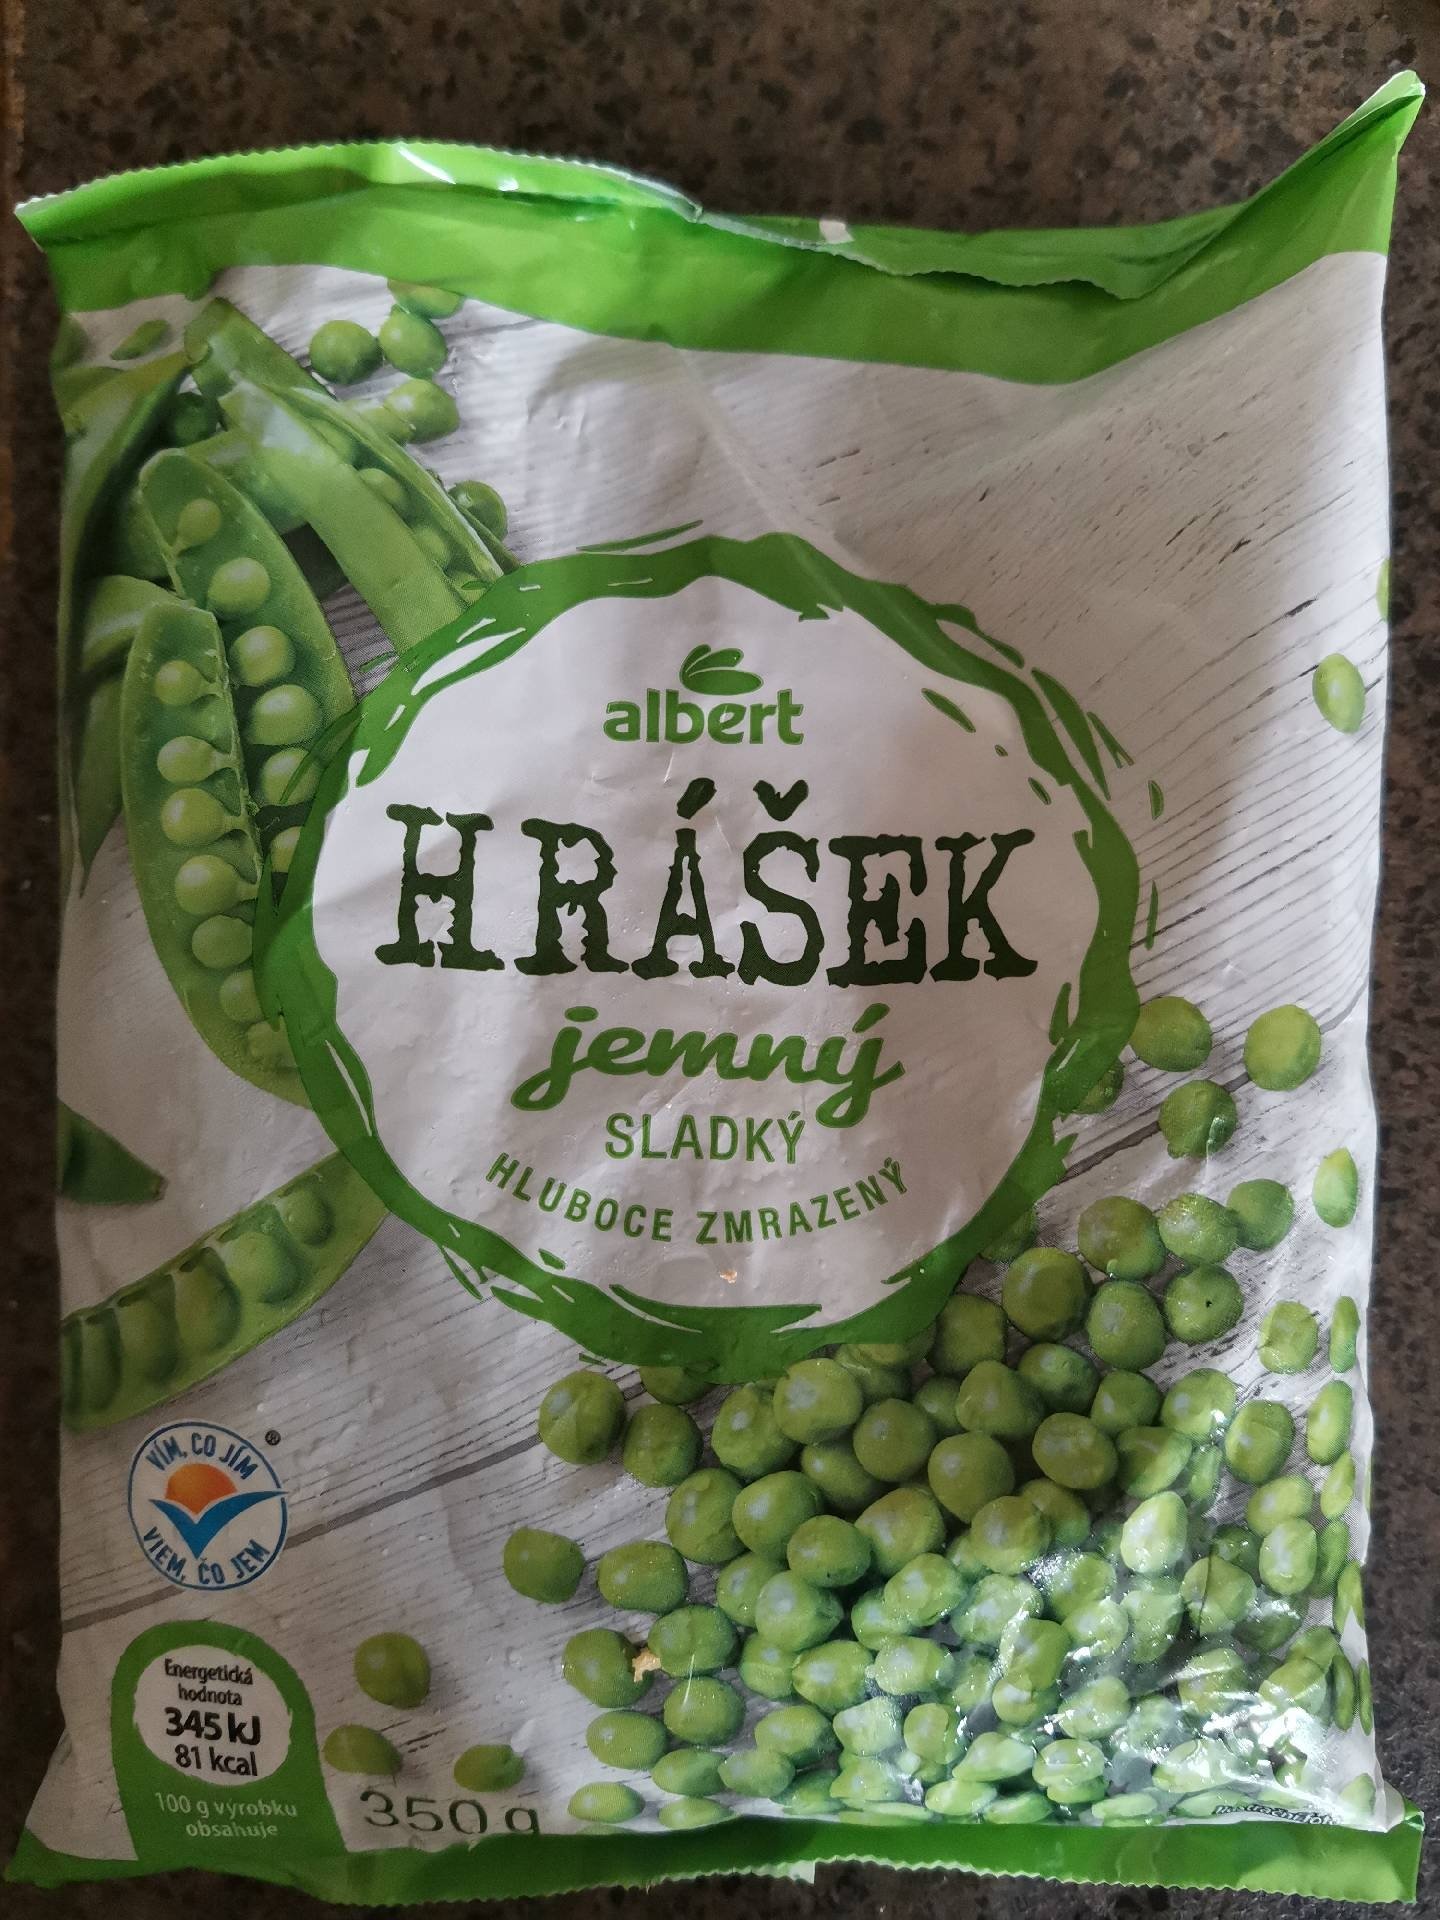 albert
HRÁŠEK
jemný
SLADKÝ
HLUBOCE ZMRAZENÝ
VÍM, CO JÍM
®
VIEM, ČO JEM
Energetická
hodnota
345 kJ
81 kcal
100 g výrobku
obsahuje
350 g